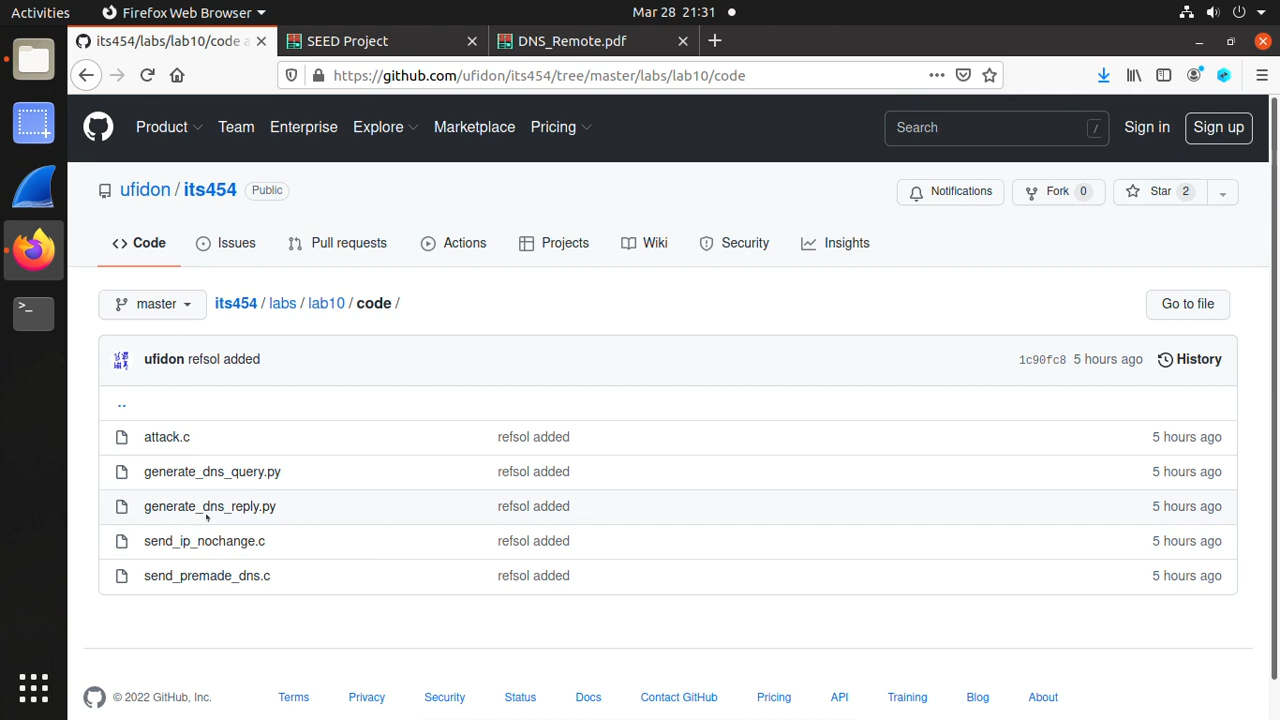 Activities Firefox Web Browser Mar 28 21:31
its454/labs/lab10/code a SEED Project DNS_Remote.pdf
https://github.com/ufidon/its454/tree/master/labs/lab10/code
Product Team Enterprise Explore Marketplace Pricing Search / Sign in Sign up
ufidon / its454 Public Notifications Fork 0 Star 2
Code Issues Pull requests Actions Projects Wiki Security Insights
master its454 / labs / lab10 / code / Go to file
ufidon refsol added 1c90fc8 5 hours ago History
..
attack.c refsol added 5 hours ago
generate_dns_query.py refsol added 5 hours ago
generate_dns_reply.py refsol added 5 hours ago
send_ip_nochange.c refsol added 5 hours ago
send_premade_dns.c refsol added 5 hours ago
© 2022 GitHub, Inc. Terms Privacy Security Status Docs Contact GitHub Pricing API Training Blog About